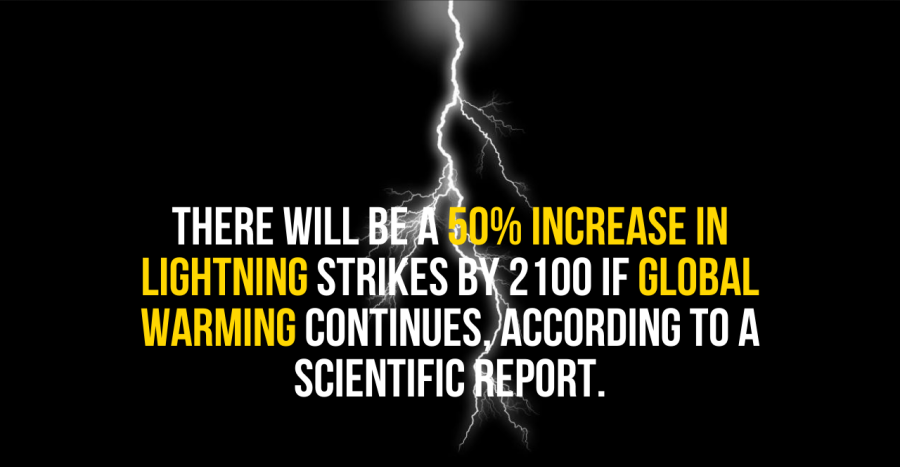 THERE WILL BE A 50% INCREASE IN
LIGHTNING STRIKES BY 2100 IF GLOBAL
WARMING CONTINUES, ACCORDING TO A
SCIENTIFIC REPORT.